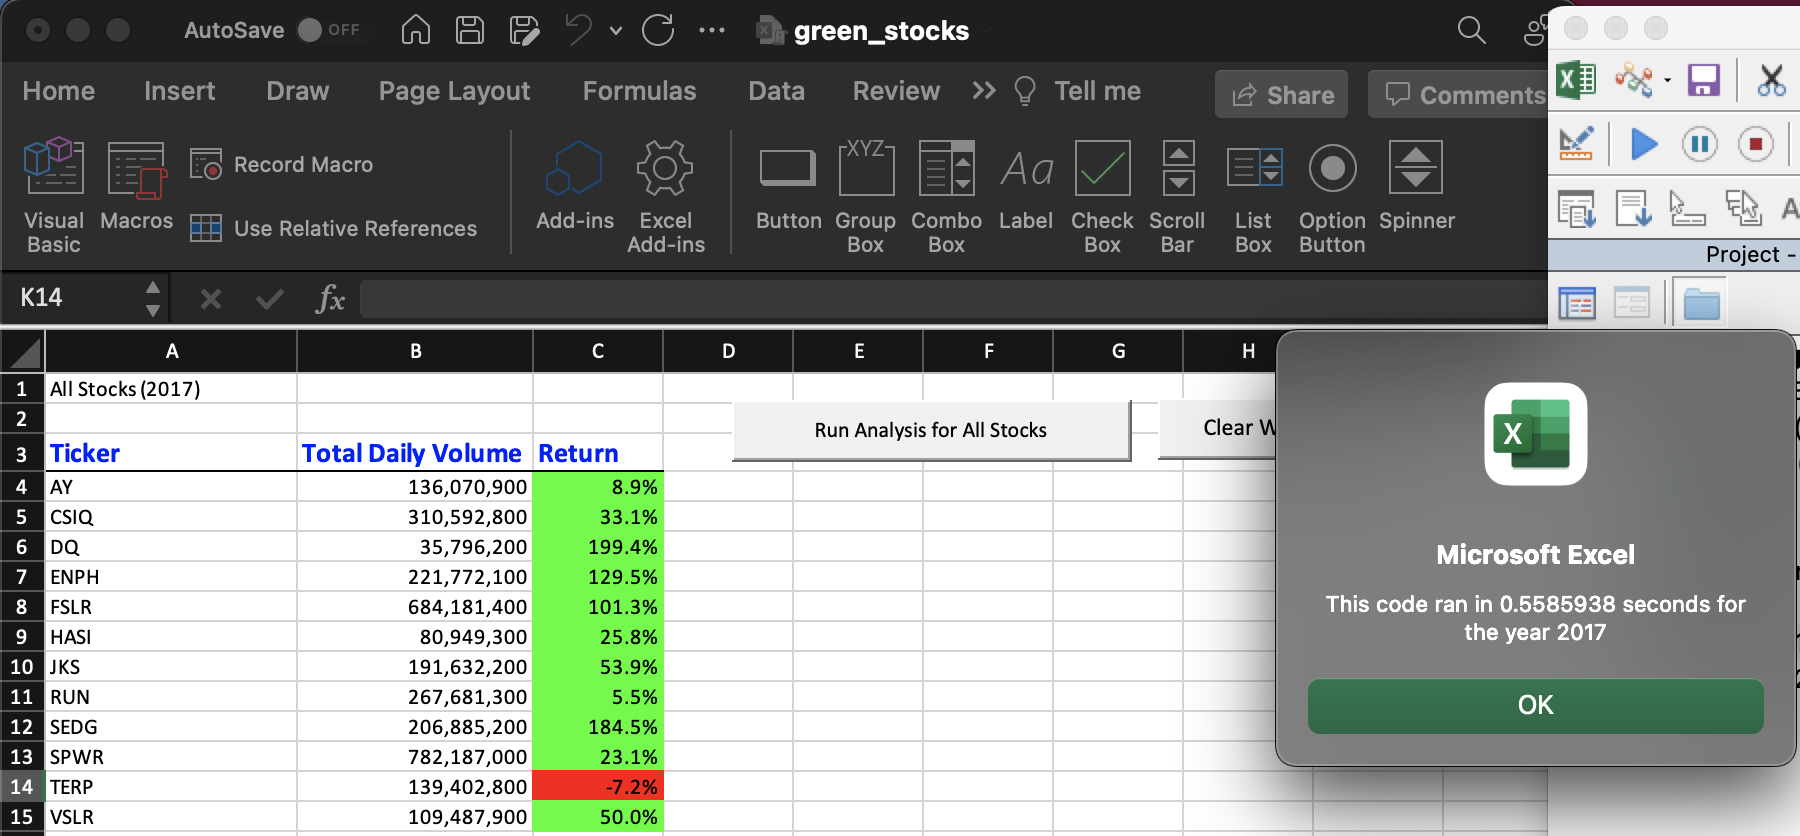 AutoSave OFF
green_stocks
Home Insert Draw Page Layout Formulas Data Review Tell me
Share Comments
Visual Basic
Macros
Record Macro
Use Relative References
Add-ins
Excel Add-ins
Button
XYZ
Group Box
Combo Box
Aa
Label
Check Box
Scroll Bar
List Box
Option Button
Spinner
Project -
K14 fx
A B C D E F G H
1 All Stocks (2017)
2
Run Analysis for All Stocks
Clear W
3 Ticker Total Daily Volume Return
4 AY 136,070,900 8.9%
5 CSIQ 310,592,800 33.1%
6 DQ 35,796,200 199.4%
7 ENPH 221,772,100 129.5%
8 FSLR 684,181,400 101.3%
9 HASI 80,949,300 25.8%
10 JKS 191,632,200 53.9%
11 RUN 267,681,300 5.5%
12 SEDG 206,885,200 184.5%
13 SPWR 782,187,000 23.1%
14 TERP 139,402,800 -7.2%
15 VSLR 109,487,900 50.0%
X
Microsoft Excel
This code ran in 0.5585938 seconds for
the year 2017
OK